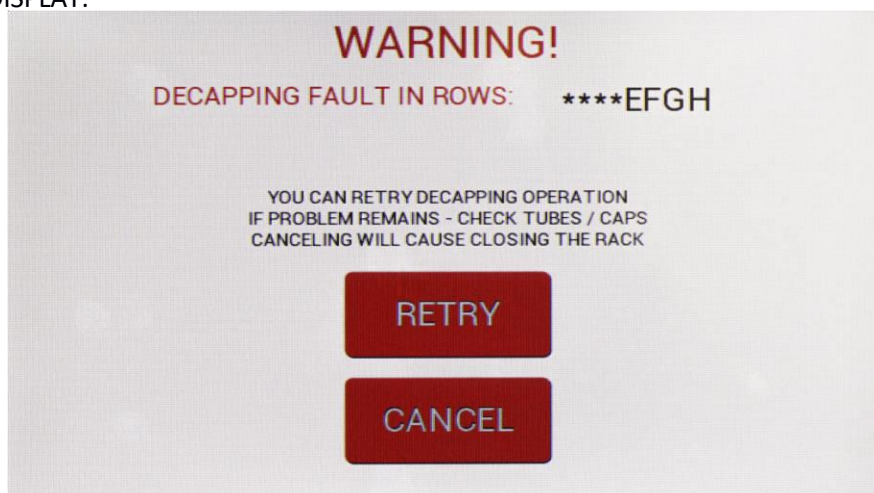 DISPLAY:
WARNING!
DECAPPING FAULT IN ROWS: ****EFGH
YOU CAN RETRY DECAPPING OPERATION
IF PROBLEM REMAINS - CHECK TUBES / CAPS
CANCELING WILL CAUSE CLOSING THE RACK
RETRY
CANCEL